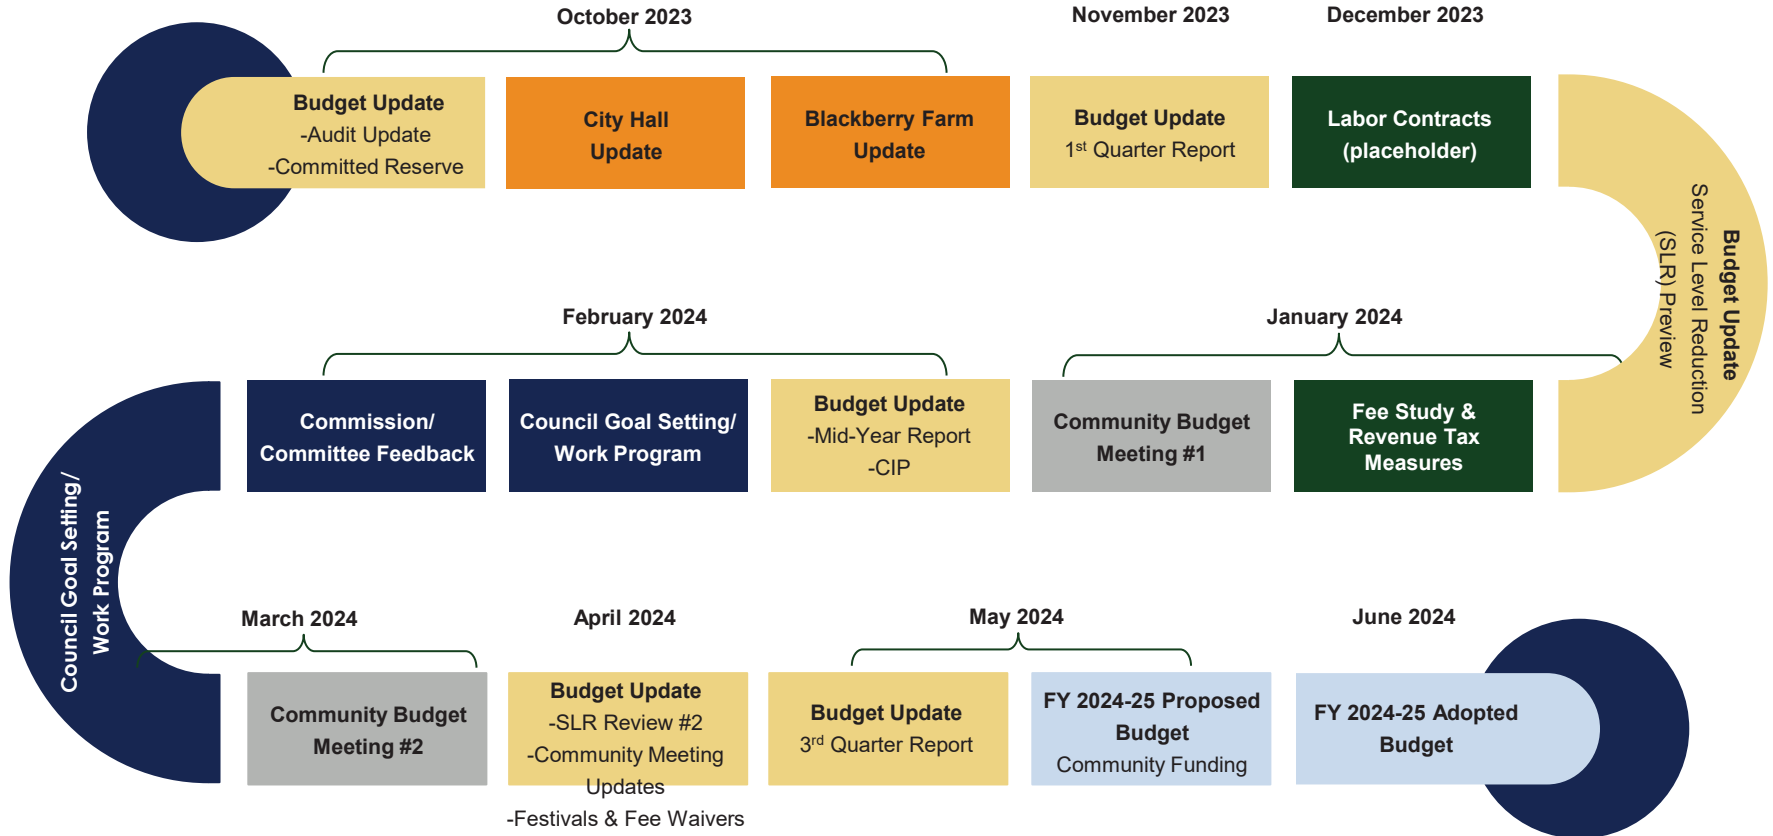 October 2023
November 2023
December 2023
Budget Update
-Audit Update
-Committed Reserve
City Hall
Update
Blackberry Farm
Update
Budget Update
1st Quarter Report
Labor Contracts
(placeholder)
Budget Update
Service Level Reduction
(SLR) Preview
February 2024
January 2024
Commission/
Committee Feedback
Council Goal Setting/
Work Program
Budget Update
-Mid-Year Report
-CIP
Community Budget
Meeting #1
Fee Study &
Revenue Tax
Measures
Council Goal Setting/
Work Program
March 2024
April 2024
May 2024
June 2024
Community Budget
Meeting #2
Budget Update
-SLR Review #2
-Community Meeting
Updates
-Festivals & Fee Waivers
Budget Update
3rd Quarter Report
FY 2024-25 Proposed
Budget
Community Funding
FY 2024-25 Adopted
Budget